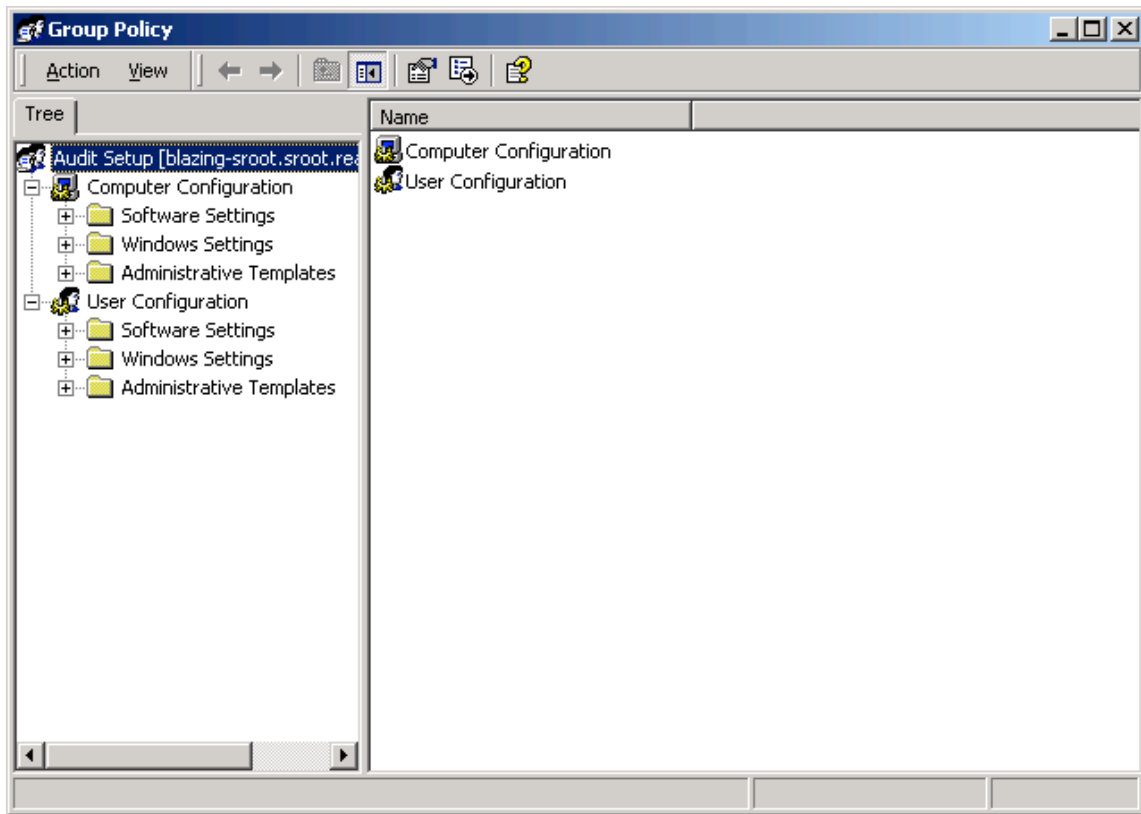 Group Policy
Action View
Tree
Name
Audit Setup [blazing-sroot.sroot.rea
Computer Configuration
Software Settings
Windows Settings
Administrative Templates
User Configuration
Software Settings
Windows Settings
Administrative Templates
Computer Configuration
User Configuration